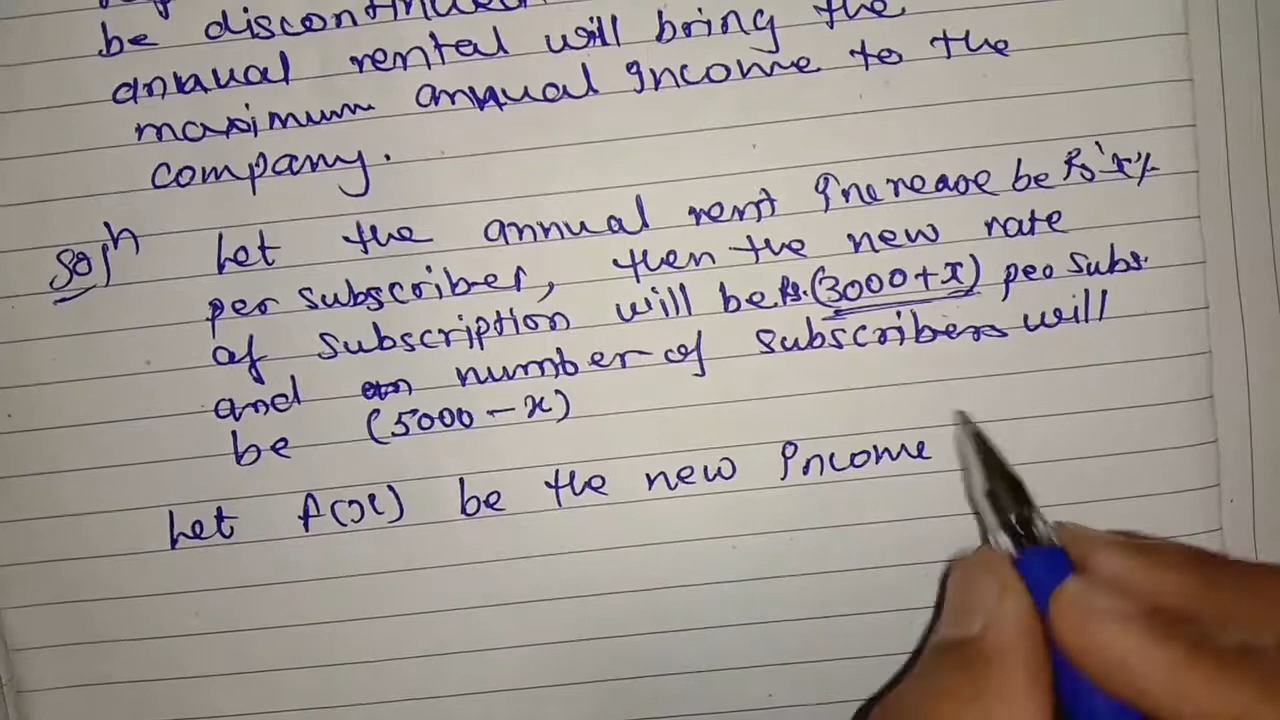 be discontinued
annual rental will bring the
maximum annual income to the
company.
Solⁿ Let the annual rent increase be Rs 'x'/-
per subscriber, then the new rate
of subscription will be Rs. (3000+x) per subs.
and number of subscribers will
be (5000-x)
Let f(x) be the new income